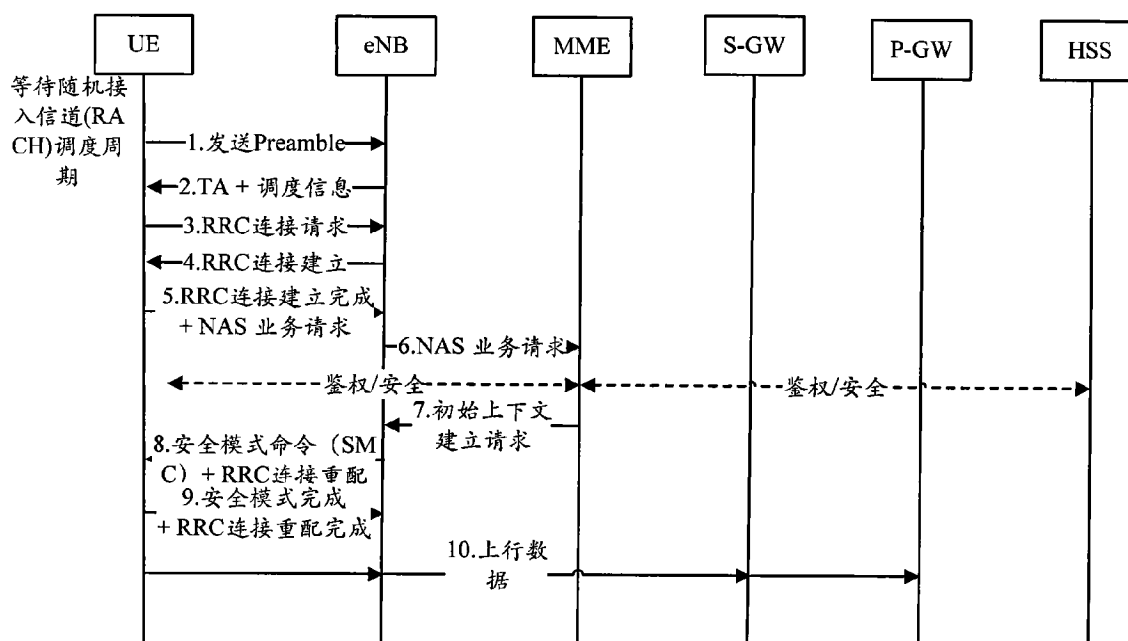 UE
eNB
MME
S-GW
P-GW
HSS
等待随机接
入信道(RA
CH)调度周
期
1.发送Preamble
2.TA + 调度信息
3.RRC连接请求
4.RRC连接建立
5.RRC连接建立完成
+ NAS 业务请求
6.NAS 业务请求
鉴权/安全
鉴权/安全
7.初始上下文
建立请求
8.安全模式命令（SM
C）+ RRC连接重配
9.安全模式完成
+ RRC连接重配完成
10.上行数
据